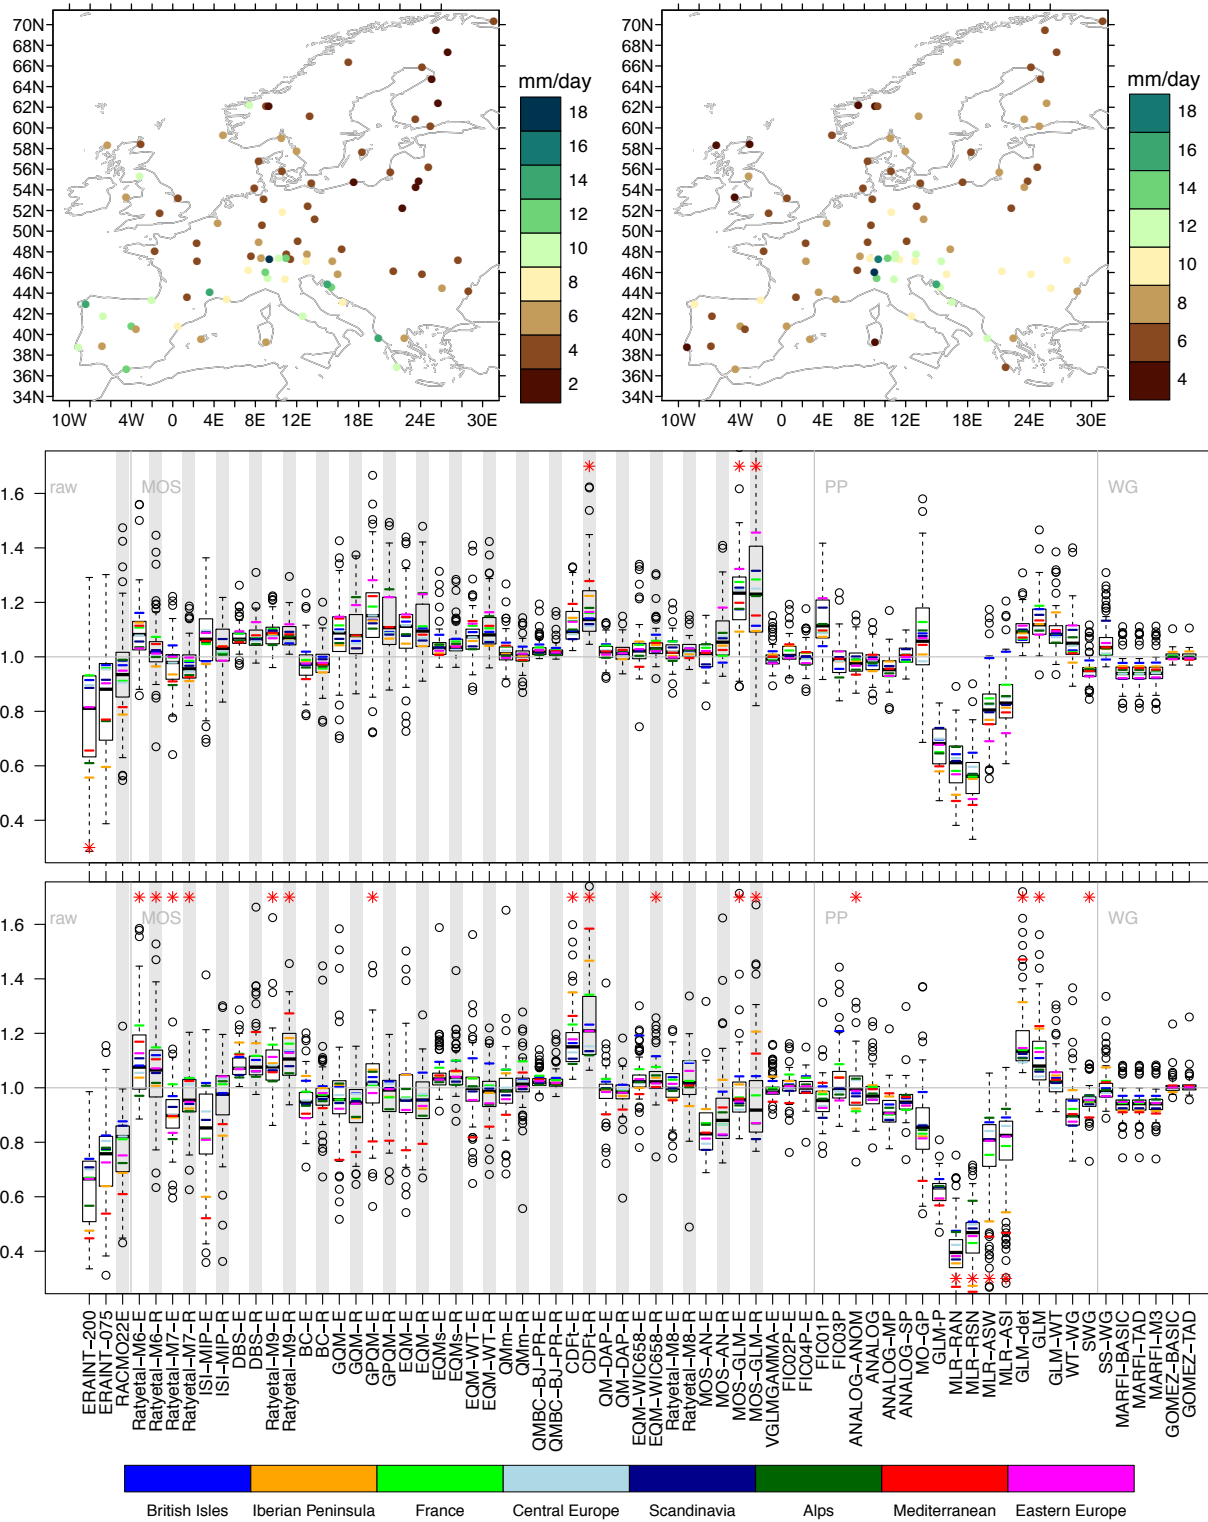 70N
68N
66N
64N
62N
60N
58N
56N
54N
52N
50N
48N
46N
44N
42N
40N
38N
36N
34N
10W 4W 0 4E 8E 12E 18E 24E 30E
mm/day
18
16
14
12
10
8
6
4
2
70N
68N
66N
64N
62N
60N
58N
56N
54N
52N
50N
48N
46N
44N
42N
40N
38N
36N
34N
10W 4W 0 4E 8E 12E 18E 24E 30E
mm/day
18
16
14
12
10
8
6
4
raw MOS PP WG
1.6
1.4
1.2
1.0
0.8
0.6
0.4
raw MOS PP WG
1.6
1.4
1.2
1.0
0.8
0.6
0.4
ERAINT-200
ERAINT-075
RACMO22E
Ratyetal-M6-E
Ratyetal-M6-R
Ratyetal-M7-E
Ratyetal-M7-R
ISI-MIP-E
ISI-MIP-R
DBS-E
DBS-R
Ratyetal-M9-E
Ratyetal-M9-R
BC-E
BC-R
GQM-E
GQM-R
GPQM-E
GPQM-R
EQM-E
EQM-R
EQMs-E
EQMs-R
EQM-WT-E
EQM-WT-R
QMm-E
QMm-R
QMBC-BJ-PR-E
QMBC-BJ-PR-R
CDFt-E
CDFt-R
QM-DAP-E
QM-DAP-R
EQM-WIC658-E
EQM-WIC658-R
Ratyetal-M8-E
Ratyetal-M8-R
MOS-AN-E
MOS-AN-R
MOS-GLM-E
MOS-GLM-R
VGLMGAMMA-E
FIC02P-E
FIC04P-E
FIC01P
FIC03P
ANALOG-ANOM
ANALOG
ANALOG-MP
ANALOG-SP
MO-GP
GLM-P
MLR-RAN
MLR-RSN
MLR-ASW
MLR-ASI
GLM-det
GLM
GLM-WT
WT-WG
SWG
SS-WG
MARFI-BASIC
MARFI-TAD
MARFI-M3
GOMEZ-BASIC
GOMEZ-TAD
British Isles Iberian Peninsula France Central Europe Scandinavia Alps Mediterranean Eastern Europe